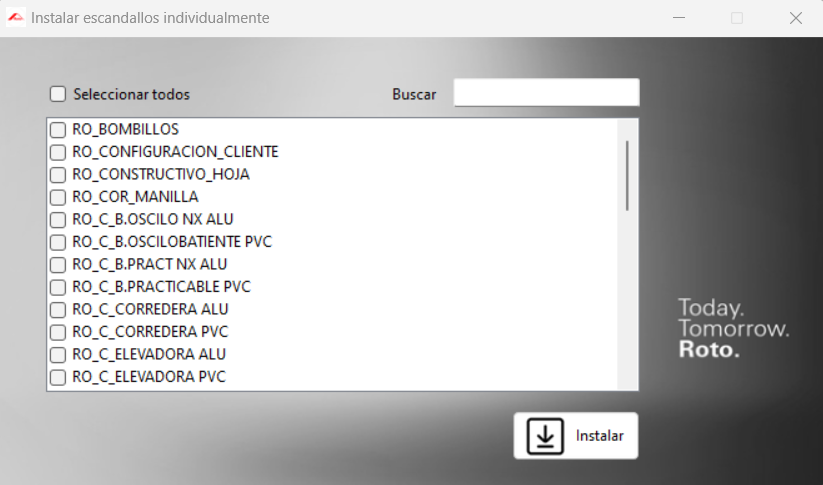 Instalar escandallos individualmente
Seleccionar todos
Buscar
RO_BOMBILLOS
RO_CONFIGURACION_CLIENTE
RO_CONSTRUCTIVO_HOJA
RO_COR_MANILLA
RO_C_B.OSCILO NX ALU
RO_C_B.OSCILOBATIENTE PVC
RO_C_B.PRACT NX ALU
RO_C_B.PRACTICABLE PVC
RO_C_CORREDERA ALU
RO_C_CORREDERA PVC
RO_C_ELEVADORA ALU
RO_C_ELEVADORA PVC
Today.
Tomorrow.
Roto.
Instalar